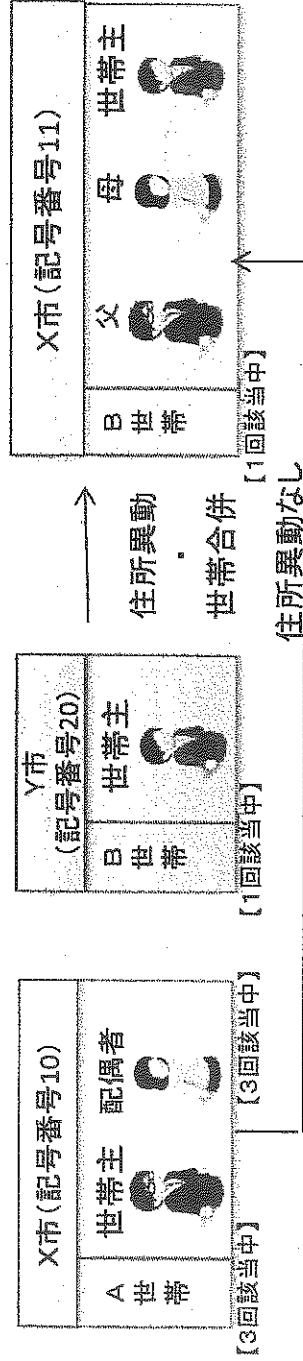 X市(記号番号10)
A世帯
世帯主
配偶者
【3回該当中】
【3回該当中】
Y市
(記号番号20)
B世帯
世帯主
【1回該当中】
住所異動
・
世帯合併
住所異動なし
X市(記号番号11)
B世帯
父
母
世帯主
【1回該当中】